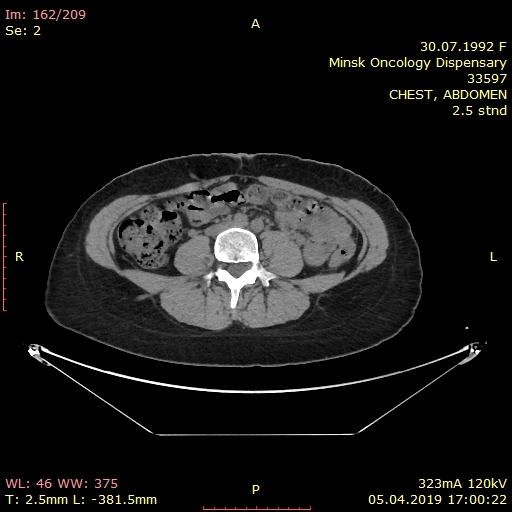 Im: 162/209
Se: 2
A
30.07.1992 F
Minsk Oncology Dispensary
33597
CHEST, ABDOMEN
2.5 stnd
R
L
WL: 46 WW: 375
T: 2.5mm L: -381.5mm
P
323mA 120kV
05.04.2019 17:00:22